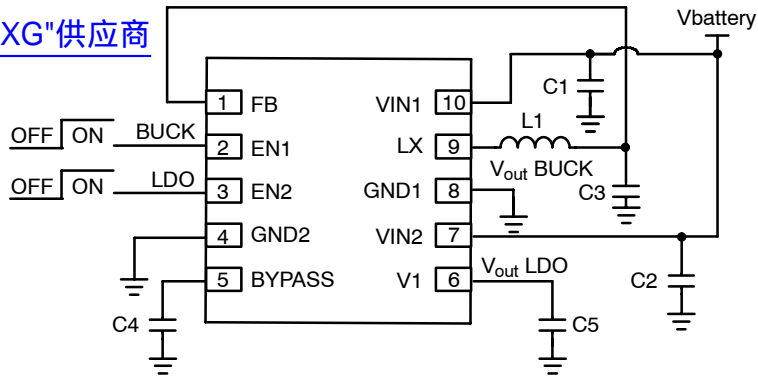 XG"供应商
Vbattery
C1
1 FB
VIN1 10
L1
OFF ON BUCK
2 EN1
LX 9
Vout BUCK
OFF ON LDO
3 EN2
GND1 8
C3
4 GND2
VIN2 7
5 BYPASS
V1 6
Vout LDO
C2
C4
C5